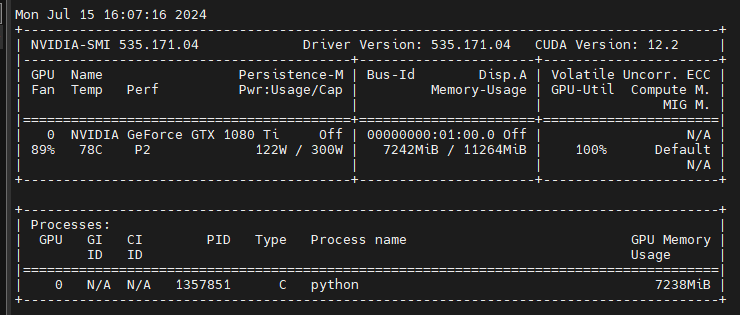 Mon Jul 15 16:07:16 2024
+---------------------------------------------------------------------------------------+
| NVIDIA-SMI 535.171.04             Driver Version: 535.171.04   CUDA Version: 12.2     |
|-----------------------------------------+----------------------+----------------------+
| GPU  Name                 Persistence-M | Bus-Id        Disp.A | Volatile Uncorr. ECC |
| Fan  Temp   Perf          Pwr:Usage/Cap |         Memory-Usage | GPU-Util  Compute M. |
|                                         |                      |               MIG M. |
|=========================================+======================+======================|
|   0  NVIDIA GeForce GTX 1080 Ti     Off | 00000000:01:00.0 Off |                  N/A |
| 89%   78C    P2             122W / 300W |   7242MiB / 11264MiB |    100%      Default |
|                                         |                      |                  N/A |
+-----------------------------------------+----------------------+----------------------+

+---------------------------------------------------------------------------------------+
| Processes:                                                                            |
|  GPU   GI   CI        PID   Type   Process name                            GPU Memory |
|        ID   ID                                                             Usage      |
|=======================================================================================|
|    0   N/A  N/A   1357851      C   python                                     7238MiB |
+---------------------------------------------------------------------------------------+